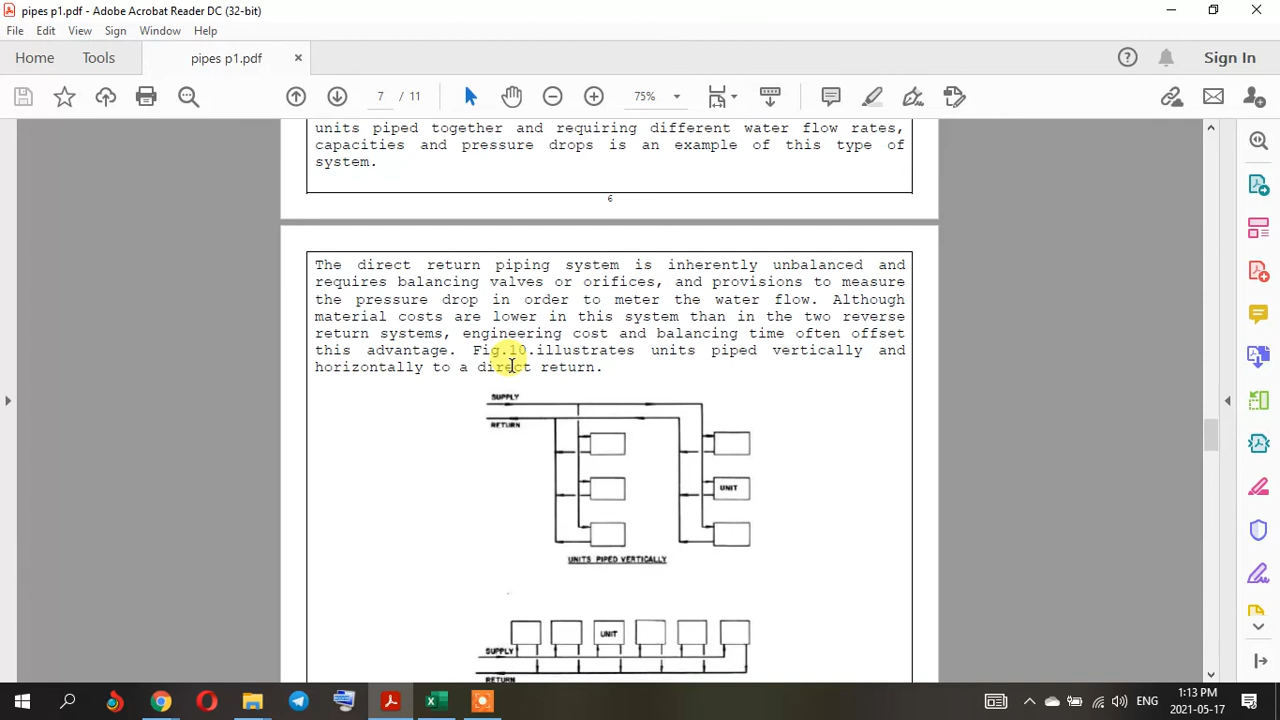 pipes p1.pdf - Adobe Acrobat Reader DC (32-bit)
File Edit View Sign Window Help
Home Tools pipes p1.pdf × Sign In
7 / 11 75%
units piped together and requiring different water flow rates,
capacities and pressure drops is an example of this type of
system.
6
The direct return piping system is inherently unbalanced and
requires balancing valves or orifices, and provisions to measure
the pressure drop in order to meter the water flow. Although
material costs are lower in this system than in the two reverse
return systems, engineering cost and balancing time often offset
this advantage. Fig.10.illustrates units piped vertically and
horizontally to a direct return.
SUPPLY
RETURN
UNIT
UNITS PIPED VERTICALLY
UNIT
SUPPLY
RETURN
ENG
1:13 PM
2021-05-17